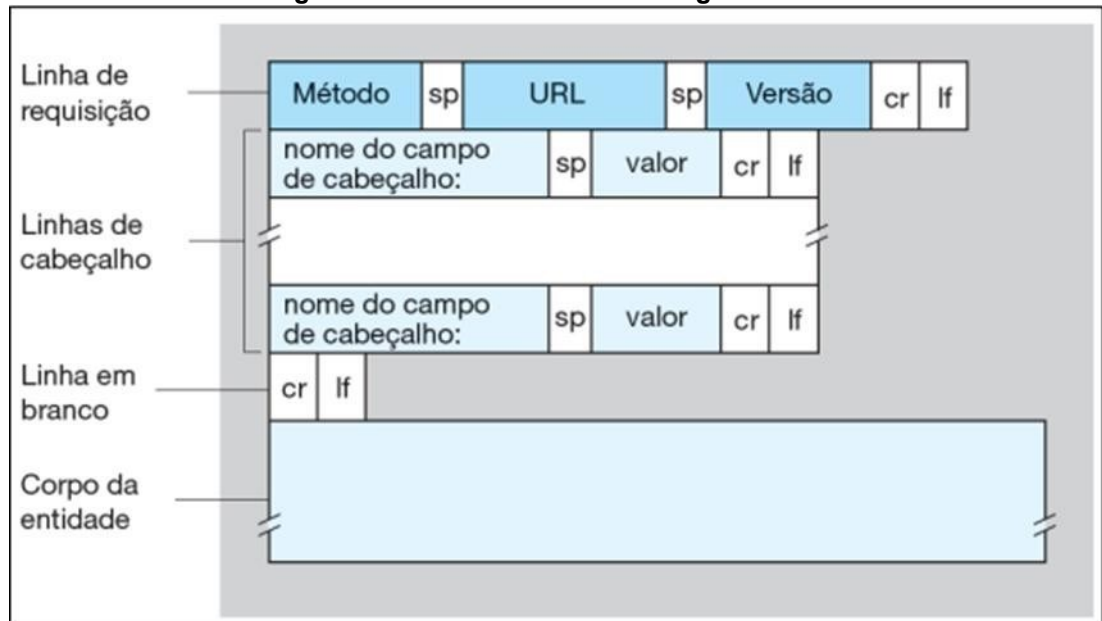 Linha de
requisição
Método sp URL sp Versão cr lf
nome do campo
de cabeçalho: sp valor cr lf
Linhas de
cabeçalho
nome do campo
de cabeçalho: sp valor cr lf
Linha em
branco
cr lf
Corpo da
entidade